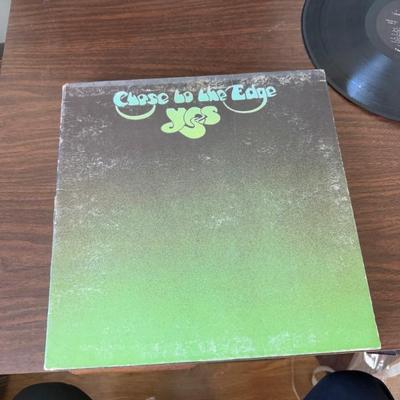 Close to the Edge
yes